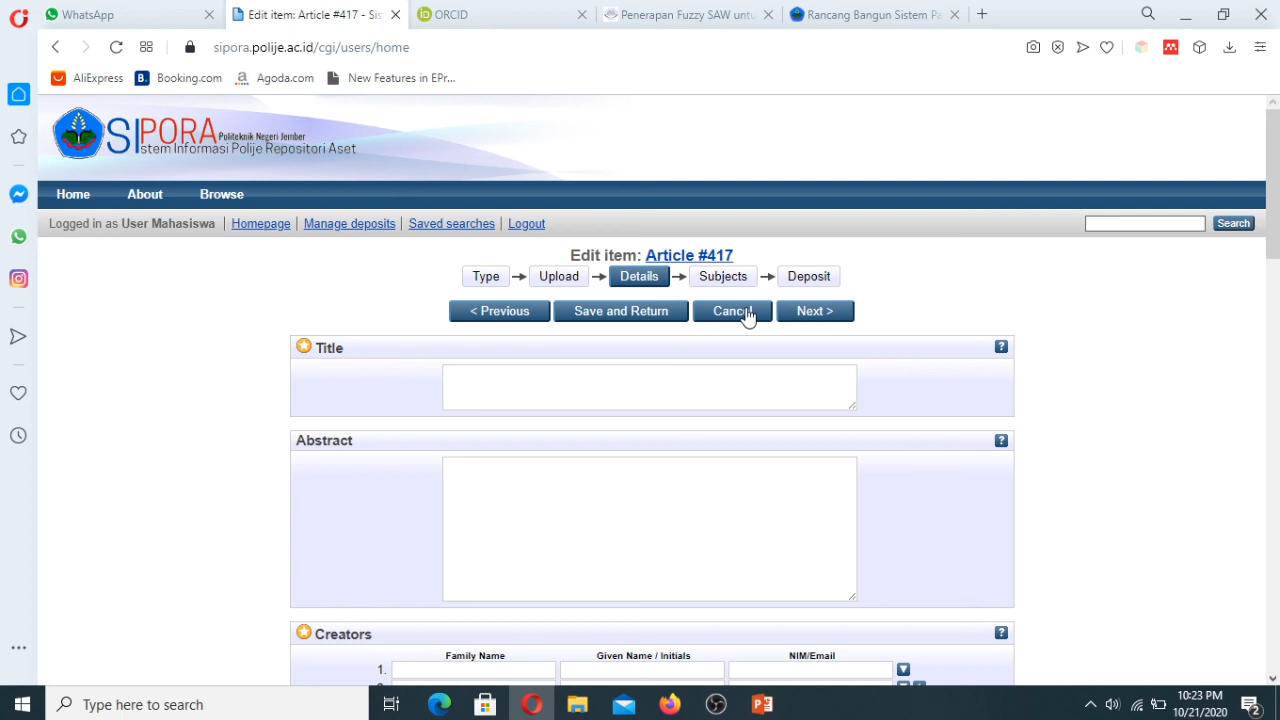 WhatsApp
Edit item: Article #417 - Sis
ORCID
Penerapan Fuzzy SAW untu
Rancang Bangun Sistem Pa
sipora.polije.ac.id/cgi/users/home
AliExpress
Booking.com
Agoda.com
New Features in EPr...
SIPORA Politeknik Negeri Jember
stem Informasi Polije Repositori Aset
Home
About
Browse
Logged in as User Mahasiswa | Homepage | Manage deposits | Saved searches | Logout
Search
Edit item: Article #417
Type
Upload
Details
Subjects
Deposit
< Previous
Save and Return
Cancel
Next >
Title
?
Abstract
?
Creators
?
Family Name
Given Name / Initials
NIM/Email
1.
Type here to search
10:23 PM
10/21/2020
2